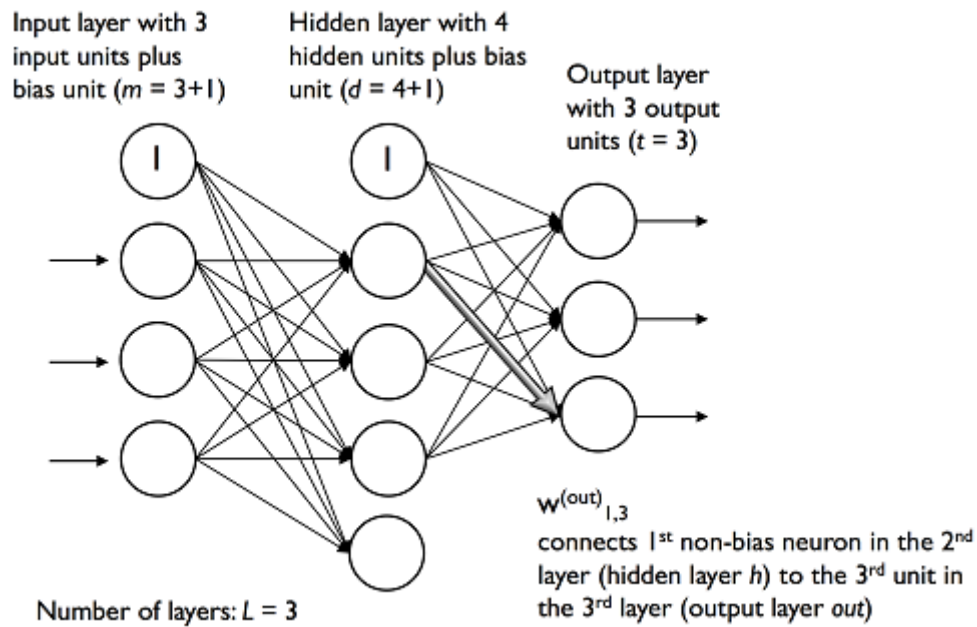 Input layer with 3
input units plus
bias unit (m = 3+1)
Hidden layer with 4
hidden units plus bias
unit (d = 4+1)
Output layer
with 3 output
units (t = 3)
1
1
w(out)1,3
connects 1st non-bias neuron in the 2nd
layer (hidden layer h) to the 3rd unit in
the 3rd layer (output layer out)
Number of layers: L = 3